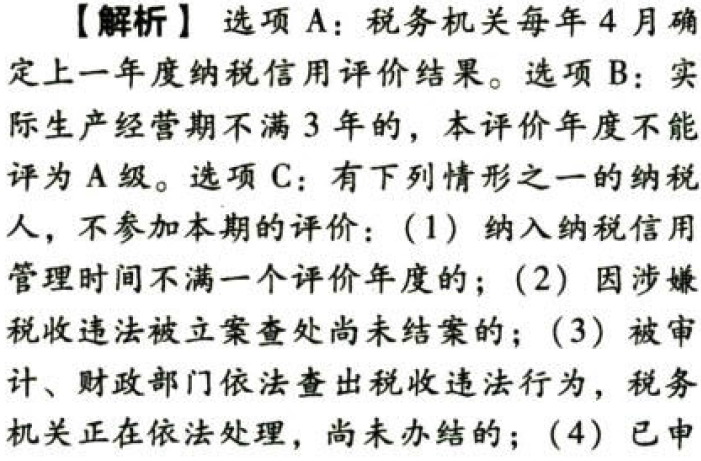 【解析】 选项 A：税务机关每年 4 月确
定上一年度纳税信用评价结果。选项 B：实
际生产经营期不满 3 年的，本评价年度不能
评为 A 级。选项 C：有下列情形之一的纳税
人，不参加本期的评价：（1） 纳入纳税信用
管理时间不满一个评价年度的；（2） 因涉嫌
税收违法被立案查处尚未结案的；（3） 被审
计、财政部门依法查出税收违法行为，税务
机关正在依法处理，尚未办结的；（4） 已申